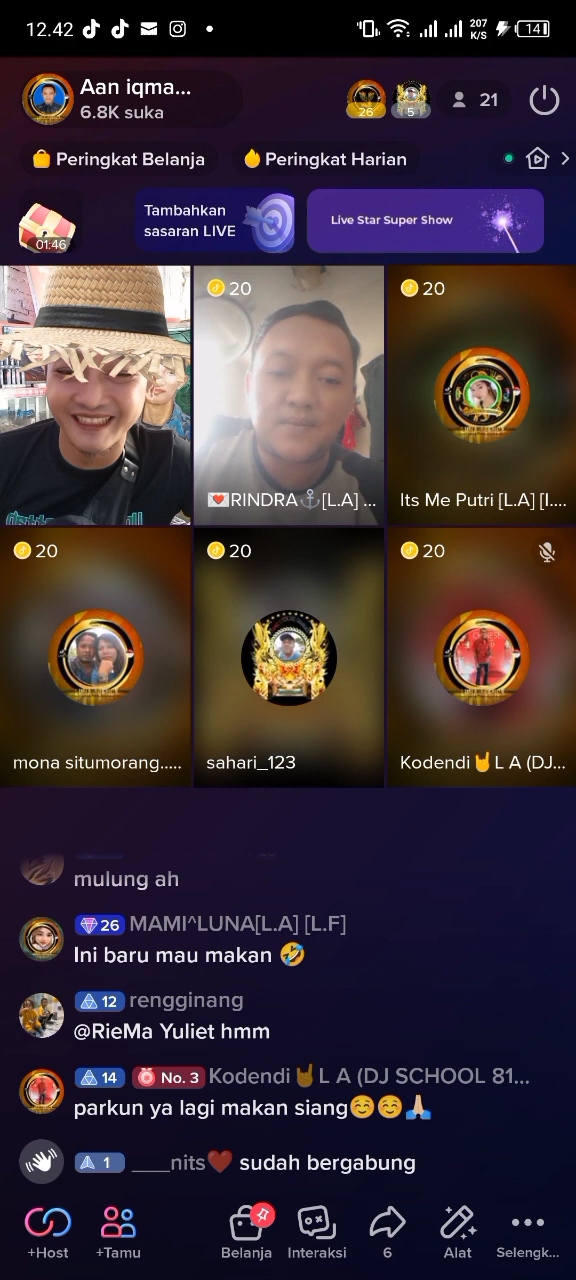 12.42
207
K/S
14
Aan iqma...
6.8K suka
26
5
21
Peringkat Belanja
Peringkat Harian
01:46
Tambahkan
sasaran LIVE
Live Star Super Show
20
20
💌RINDRA⚓[L.A] ...
Its Me Putri [L.A] [I....
20
20
20
mona situmorang.....
sahari_123
Kodendi🤘L A (DJ...
mulung ah
26 MAMI^LUNA[L.A] [L.F]
Ini baru mau makan 🤣
12 rengginang
@RieMa Yuliet hmm
14 No. 3 Kodendi🤘L A (DJ SCHOOL 81...
parkun ya lagi makan siang☺️☺️🙏🏼
1 ___nits❤️ sudah bergabung
+Host
+Tamu
Belanja
Interaksi
6
Alat
Selengk...